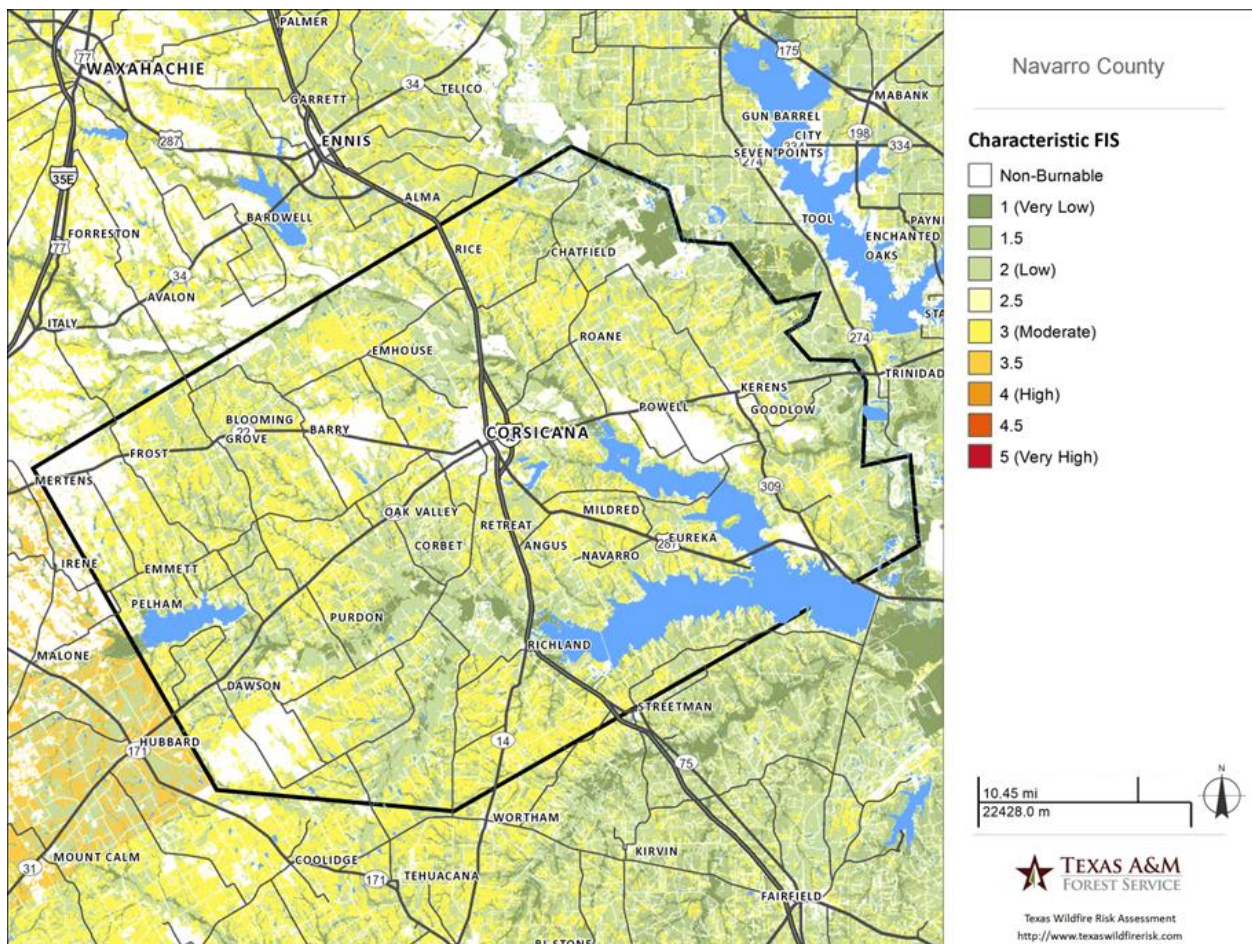 PALMER
77
WAXAHACHIE
34
TELICO
GARRETT
287
ENNIS
35E
ALMA
BARDWELL
FORRESTON
77
34
AVALON
ITALY
RICE
CHATFIELD
175
MABANK
GUN BARREL
CITY
198
334
334
SEVEN POINTS
274
TOOL
PAYN
ENCHANTED
OAKS
STA
274
TRINIDAD
EMHOUSE
ROANE
KERENS
GOODLOW
POWELL
BLOOMING
GROVE
22
BARRY
CORSICANA
FROST
MERTENS
309
OAK VALLEY
MILDRED
RETREAT
CORBET
ANGUS
EUREKA
287
NAVARRO
IRENE
EMMETT
PELHAM
PURDON
MALONE
RICHLAND
DAWSON
STREETMAN
HUBBARD
171
14
75
WORTHAM
KIRVIN
MOUNT CALM
31
COOLIDGE
171
TEHUACANA
FAIRFIELD
Navarro County
Characteristic FIS
Non-Burnable
1 (Very Low)
1.5
2 (Low)
2.5
3 (Moderate)
3.5
4 (High)
4.5
5 (Very High)
10.45 mi
22428.0 m
N
TEXAS A&M
FOREST SERVICE
Texas Wildfire Risk Assessment
http://www.texaswildfirerisk.com